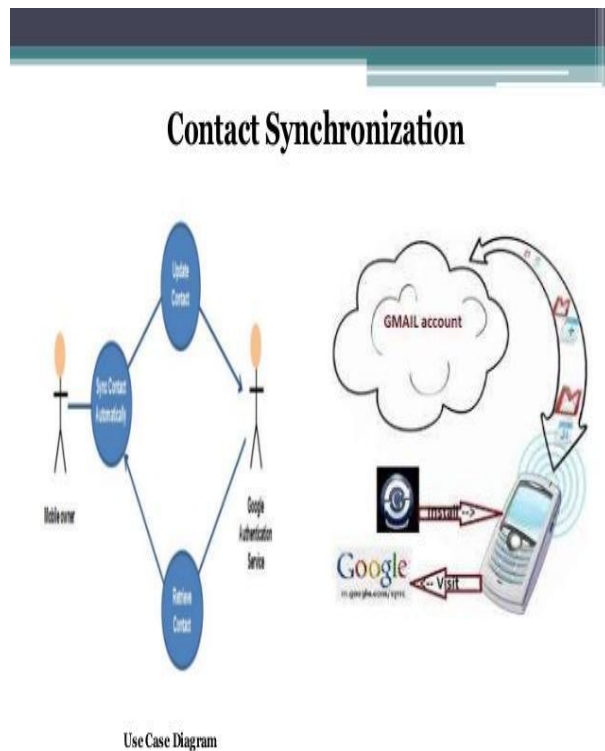 Contact Synchronization
Update
Contact
Sync Contact
Automatically
Mobile owner
Google
Authentication
Service
Retrieve
Contact
Use Case Diagram
GMAIL account
Install -->
Google
m.google.com/sync
<-- Visit